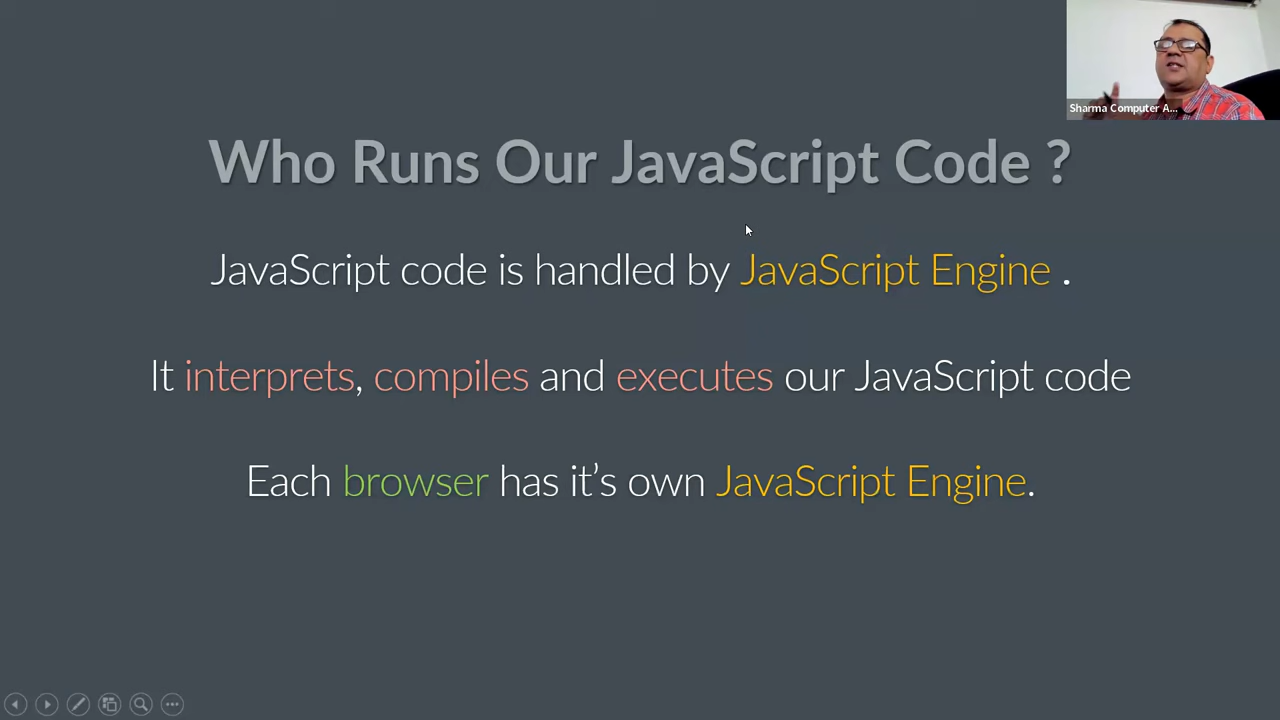 Sharma Computer A...
Who Runs Our JavaScript Code ?
JavaScript code is handled by JavaScript Engine .
It interprets, compiles and executes our JavaScript code
Each browser has it’s own JavaScript Engine.